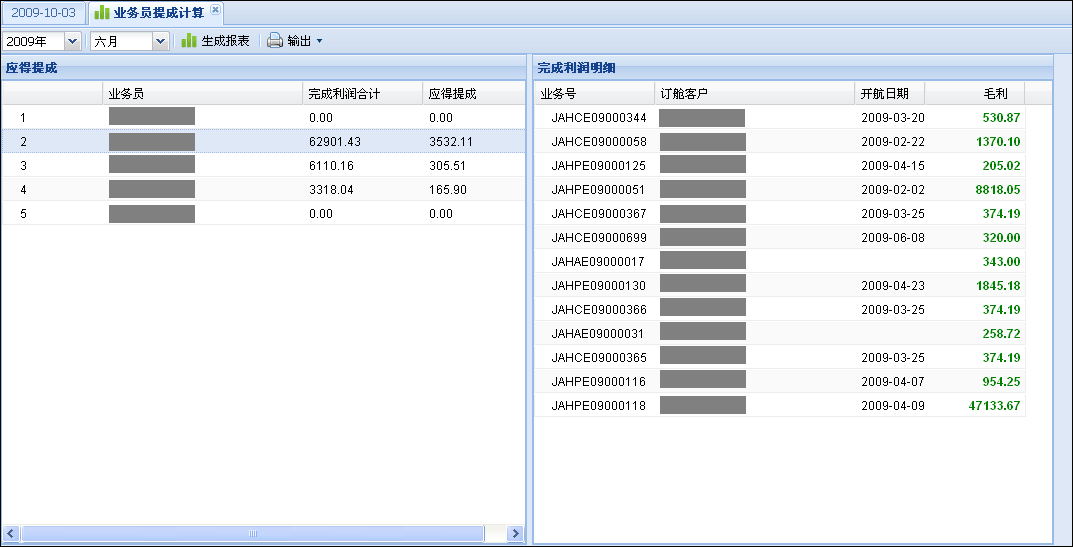 2009-10-03 业务员提成计算
2009年 六月 生成报表 输出
应得提成
业务员 完成利润合计 应得提成
1 0.00 0.00
2 62901.43 3532.11
3 6110.16 305.51
4 3318.04 165.90
5 0.00 0.00
完成利润明细
业务号 订舱客户 开航日期 毛利
JAHCE09000344 2009-03-20 530.87
JAHCE09000058 2009-02-22 1370.10
JAHPE09000125 2009-04-15 205.02
JAHPE09000051 2009-02-02 8818.05
JAHCE09000367 2009-03-25 374.19
JAHCE09000699 2009-06-08 320.00
JAHAE09000017 343.00
JAHPE09000130 2009-04-23 1845.18
JAHCE09000366 2009-03-25 374.19
JAHAE09000031 258.72
JAHCE09000365 2009-03-25 374.19
JAHPE09000116 2009-04-07 954.25
JAHPE09000118 2009-04-09 47133.67